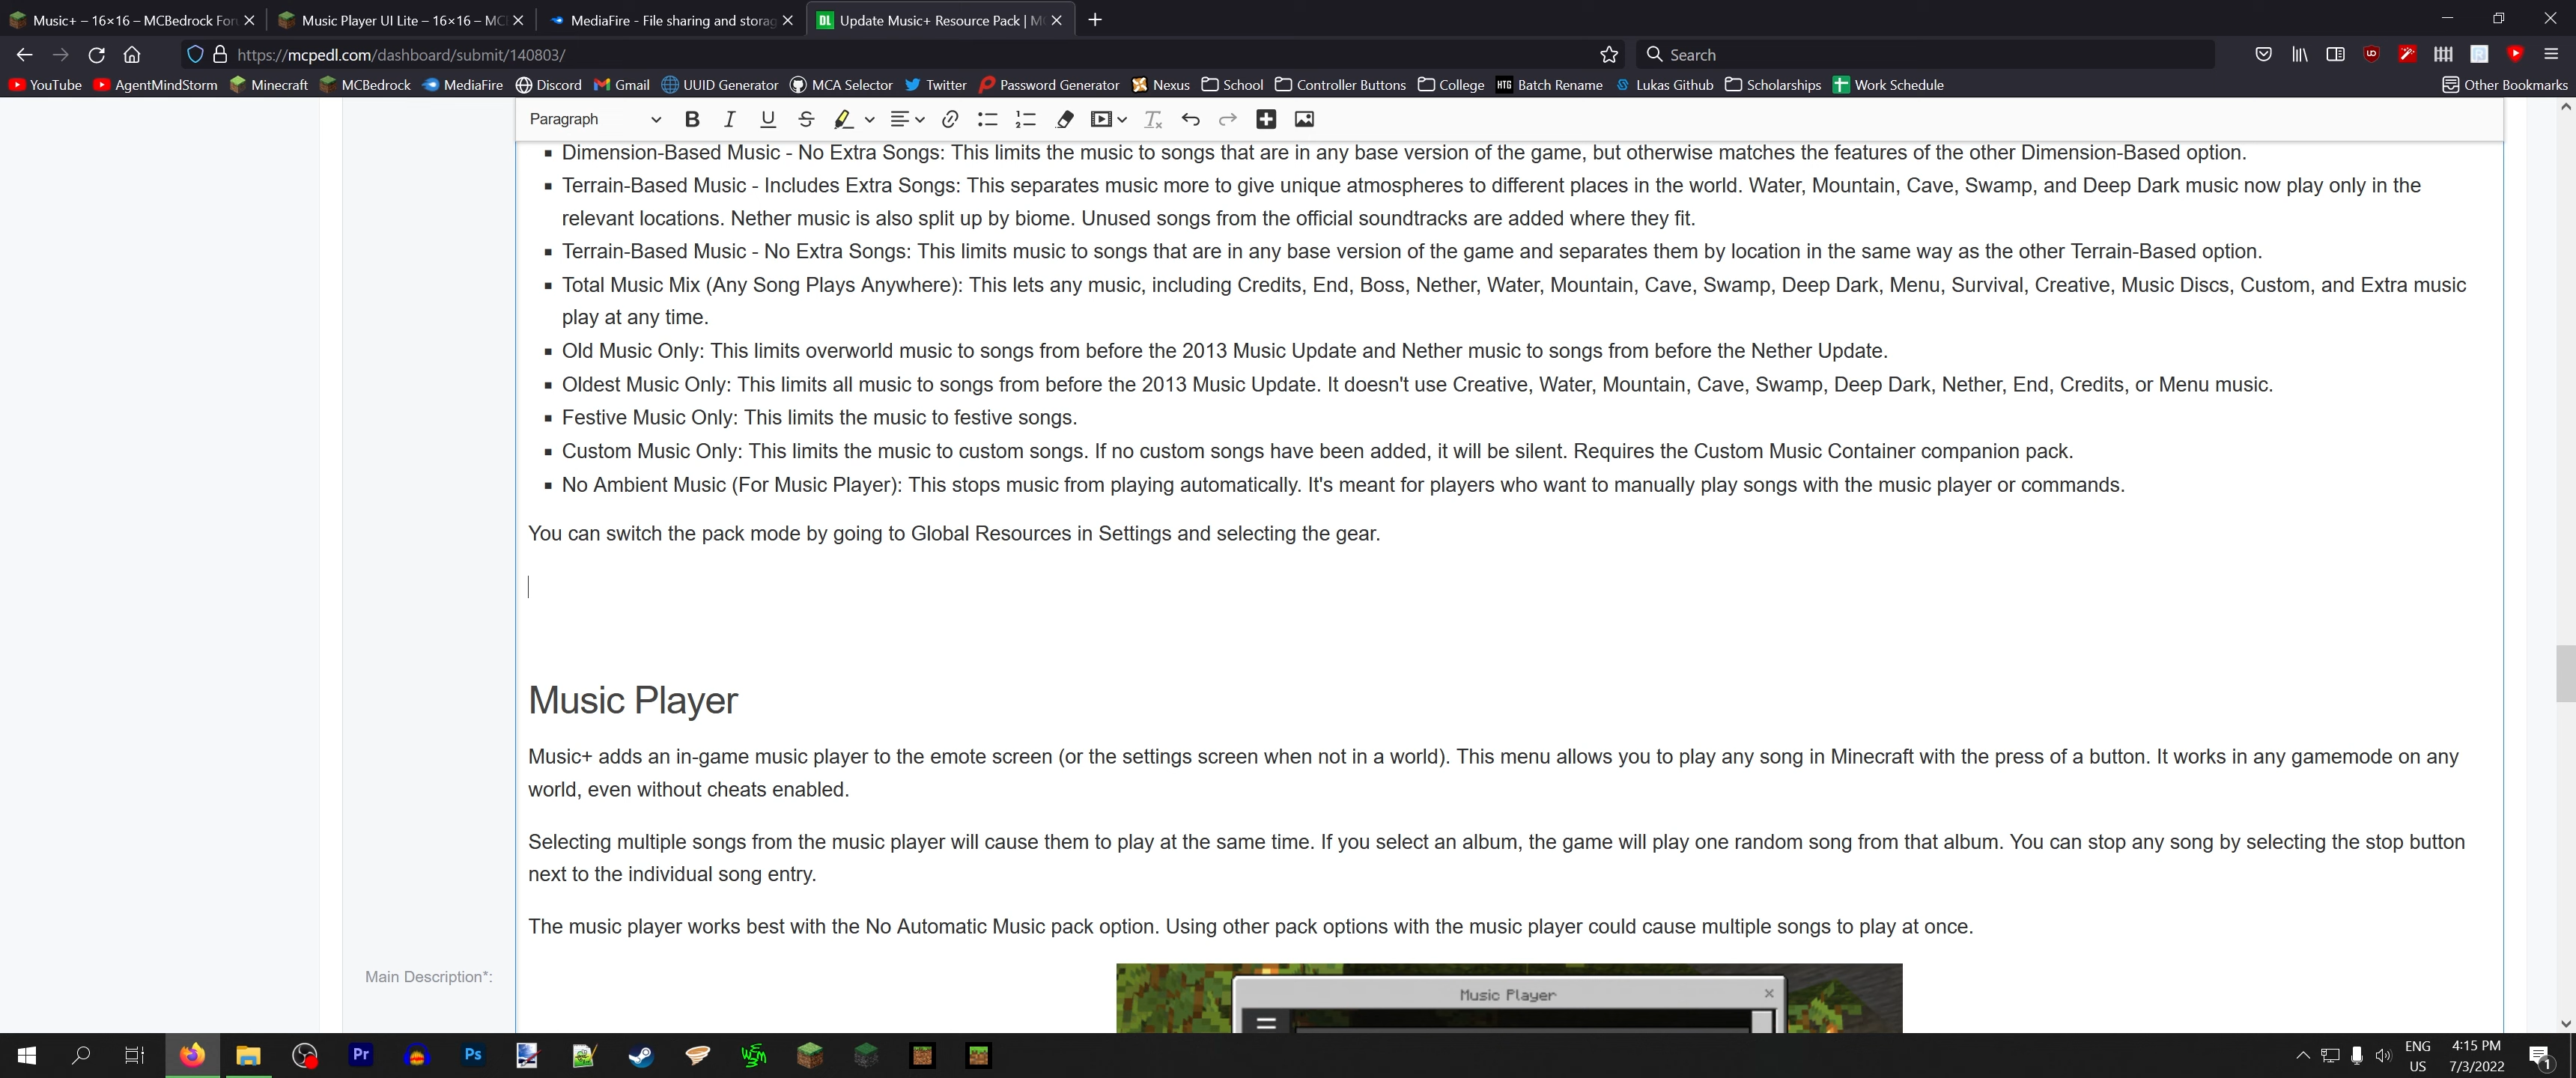 Music+ – 16×16 – MCBedrock For
Music Player UI Lite – 16×16 – MC
MediaFire - File sharing and storag
DL Update Music+ Resource Pack | M
https://mcpedl.com/dashboard/submit/140803/
Search
YouTube AgentMindStorm Minecraft MCBedrock MediaFire Discord Gmail UUID Generator MCA Selector Twitter Password Generator Nexus School Controller Buttons College HTG Batch Rename Lukas Github Scholarships Work Schedule Other Bookmarks
Paragraph
Dimension-Based Music - No Extra Songs: This limits the music to songs that are in any base version of the game, but otherwise matches the features of the other Dimension-Based option.
Terrain-Based Music - Includes Extra Songs: This separates music more to give unique atmospheres to different places in the world. Water, Mountain, Cave, Swamp, and Deep Dark music now play only in the
relevant locations. Nether music is also split up by biome. Unused songs from the official soundtracks are added where they fit.
Terrain-Based Music - No Extra Songs: This limits music to songs that are in any base version of the game and separates them by location in the same way as the other Terrain-Based option.
Total Music Mix (Any Song Plays Anywhere): This lets any music, including Credits, End, Boss, Nether, Water, Mountain, Cave, Swamp, Deep Dark, Menu, Survival, Creative, Music Discs, Custom, and Extra music
play at any time.
Old Music Only: This limits overworld music to songs from before the 2013 Music Update and Nether music to songs from before the Nether Update.
Oldest Music Only: This limits all music to songs from before the 2013 Music Update. It doesn't use Creative, Water, Mountain, Cave, Swamp, Deep Dark, Nether, End, Credits, or Menu music.
Festive Music Only: This limits the music to festive songs.
Custom Music Only: This limits the music to custom songs. If no custom songs have been added, it will be silent. Requires the Custom Music Container companion pack.
No Ambient Music (For Music Player): This stops music from playing automatically. It's meant for players who want to manually play songs with the music player or commands.
You can switch the pack mode by going to Global Resources in Settings and selecting the gear.
Music Player
Music+ adds an in-game music player to the emote screen (or the settings screen when not in a world). This menu allows you to play any song in Minecraft with the press of a button. It works in any gamemode on any
world, even without cheats enabled.
Selecting multiple songs from the music player will cause them to play at the same time. If you select an album, the game will play one random song from that album. You can stop any song by selecting the stop button
next to the individual song entry.
The music player works best with the No Automatic Music pack option. Using other pack options with the music player could cause multiple songs to play at once.
Main Description*:
Music Player
Pr
Ps
ENG
US
4:15 PM
7/3/2022
1